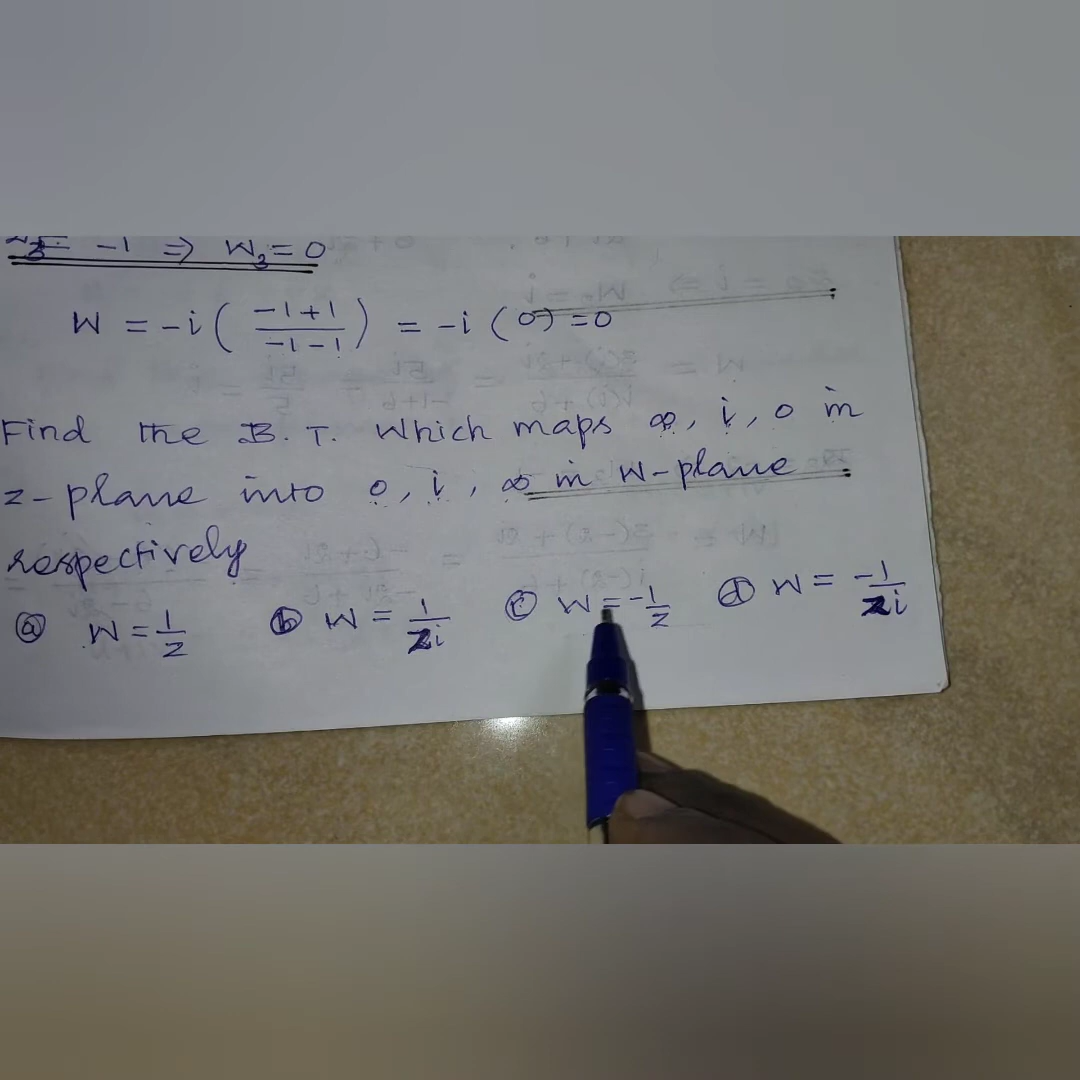 3 = -1 ⇒ W₃ = 0
W = -i ( (-1+1)/(-1-1) ) = -i (0) = 0
Find the B.T. Which maps ∞, i, 0 in
z-plane into 0, i, ∞ in W-plane
respectively
ⓐ W = 1/z ⓑ W = 1/zi ⓒ W = -1/z ⓓ W = -1/zi